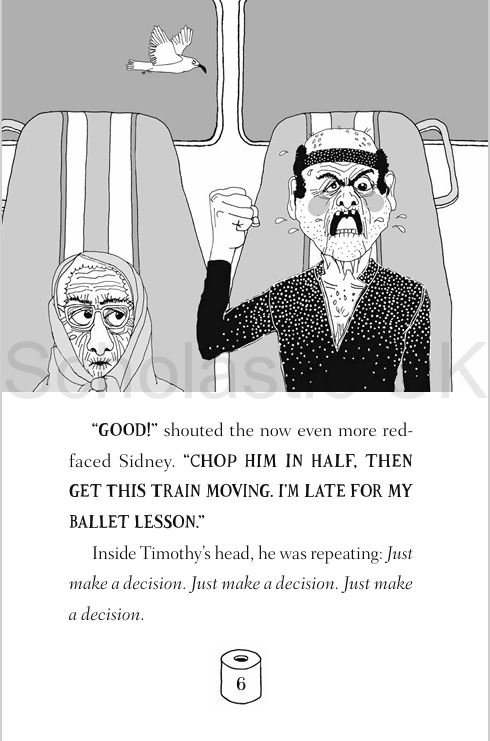 Scholastic UK
“GOOD!” shouted the now even more red-
faced Sidney. “CHOP HIM IN HALF, THEN
GET THIS TRAIN MOVING. I’M LATE FOR MY
BALLET LESSON.”
Inside Timothy’s head, he was repeating: Just
make a decision. Just make a decision. Just make
a decision.
6